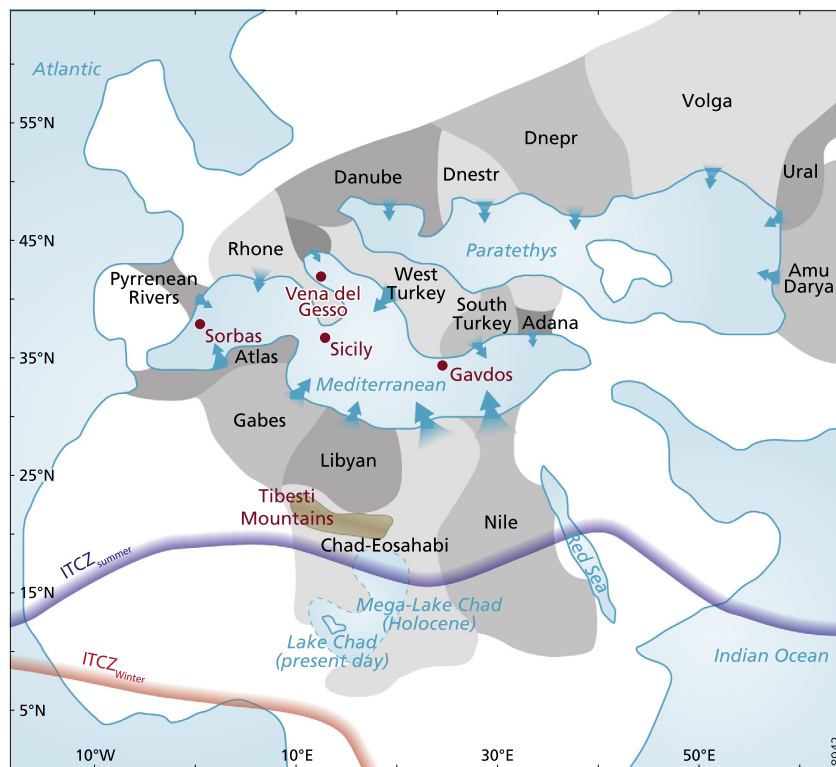 Atlantic
Volga
55°N
Dnepr
Danube
Dnestr
Ural
45°N
Rhone
Paratethys
Pyrrenean
Rivers
West
Turkey
Amu
Darya
Vena del
Gesso
South
Turkey
Adana
Sorbas
Sicily
35°N
Atlas
Gavdos
Mediterranean
Gabes
Libyan
25°N
Tibesti
Mountains
Nile
Chad-Eosahabi
ITCZsummer
Red Sea
15°N
Mega-Lake Chad
(Holocene)
Lake Chad
(present day)
Indian Ocean
ITCZWinter
5°N
10°W
10°E
30°E
50°E